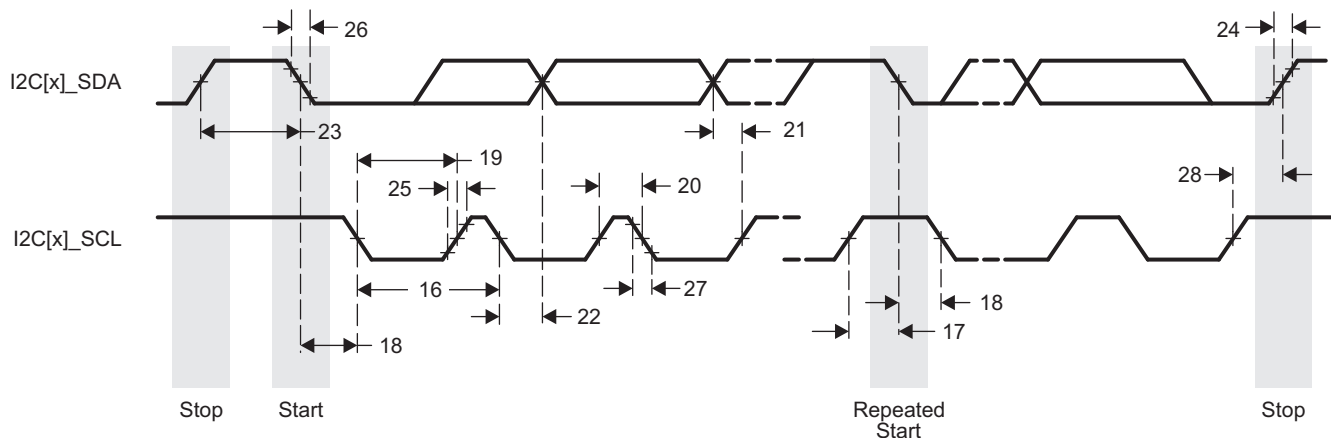 26
24
I2C[x]_SDA
23
21
19
25
20
28
I2C[x]_SCL
16
27
18
22
17
18
Stop
Start
Repeated
Start
Stop